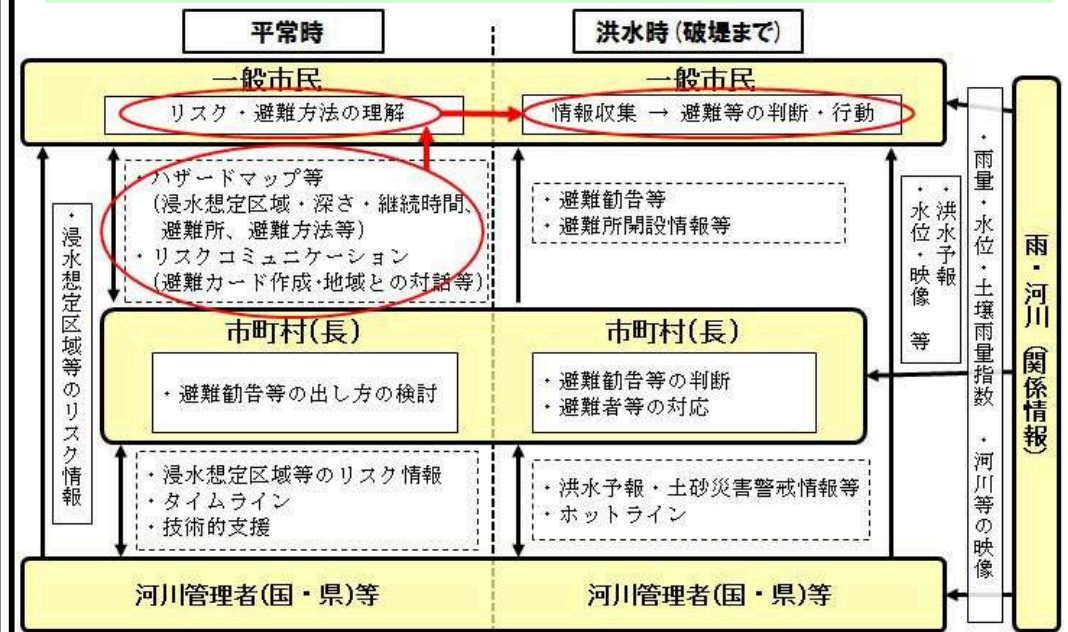 平常時
洪水時(破堤まで)
一般市民
一般市民
リスク・避難方法の理解
情報収集 → 避難等の判断・行動
・ハザードマップ等
(浸水想定区域・深さ・継続時間、
避難所、避難方法等)
・リスクコミュニケーション
(避難カード作成・地域との対話等)
・避難勧告等
・避難所開設情報等
・浸水想定区域等のリスク情報
市町村(長)
市町村(長)
・避難勧告等の出し方の検討
・避難勧告等の判断
・避難者等の対応
・浸水想定区域等のリスク情報
・タイムライン
・技術的支援
・洪水予報・土砂災害警戒情報等
・ホットライン
河川管理者(国・県)等
河川管理者(国・県)等
・洪水予報
・水位・映像 等
・雨量・水位・土壌雨量指数 ・河川等の映像
雨・河川(関係情報)